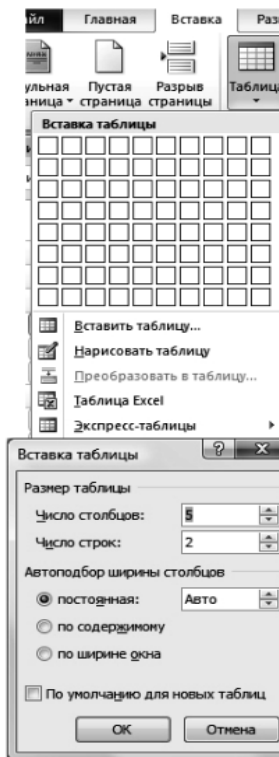 йл Главная Вставка Раз
ульная Пустая Разрыв Таблица
аница страница страницы
Вставка таблицы
Вставить таблицу...
Нарисовать таблицу
Преобразовать в таблицу...
Таблица Excel
Экспресс-таблицы
Вставка таблицы
Размер таблицы
Число столбцов: 5
Число строк: 2
Автоподбор ширины столбцов
постоянная: Авто
по содержимому
по ширине окна
По умолчанию для новых таблиц
ОК Отмена